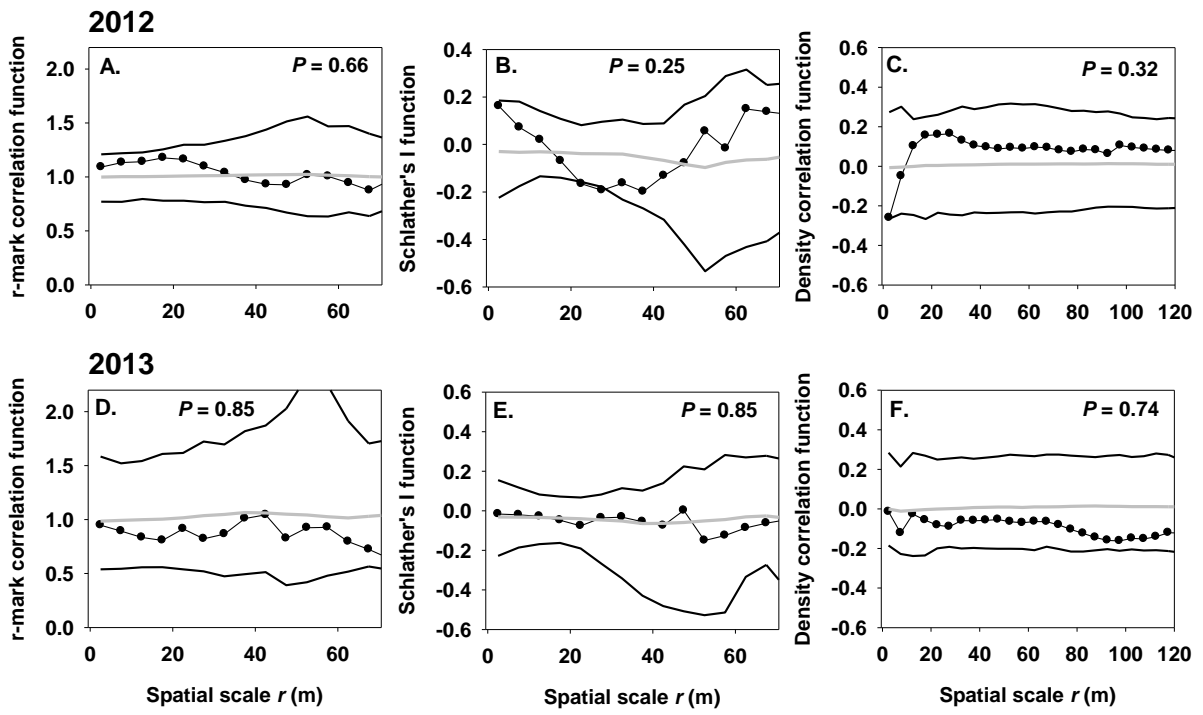 2012
r-mark correlation function
2.0
1.5
1.0
0.5
0.0
A.
P = 0.66
0 20 40 60
Schlather's I function
0.4
0.2
0.0
-0.2
-0.4
-0.6
B.
P = 0.25
0 20 40 60
Density correlation function
0.6
0.4
0.2
0.0
-0.2
-0.4
-0.6
C.
P = 0.32
0 20 40 60 80 100 120
2013
r-mark correlation function
2.0
1.5
1.0
0.5
0.0
D.
P = 0.85
0 20 40 60
Spatial scale r (m)
Schlather's I function
0.6
0.4
0.2
0.0
-0.2
-0.4
-0.6
E.
P = 0.85
0 20 40 60
Spatial scale r (m)
Density correlation function
0.6
0.4
0.2
0.0
-0.2
-0.4
-0.6
F.
P = 0.74
0 20 40 60 80 100 120
Spatial scale r (m)